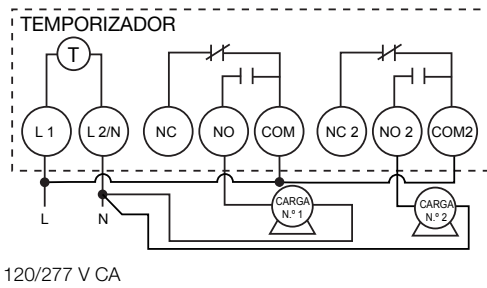 TEMPORIZADOR
T
L 1 L 2/N NC NO COM NC 2 NO 2 COM2
CARGA
N.º 1
CARGA
N.º 2
L N
120/277 V CA